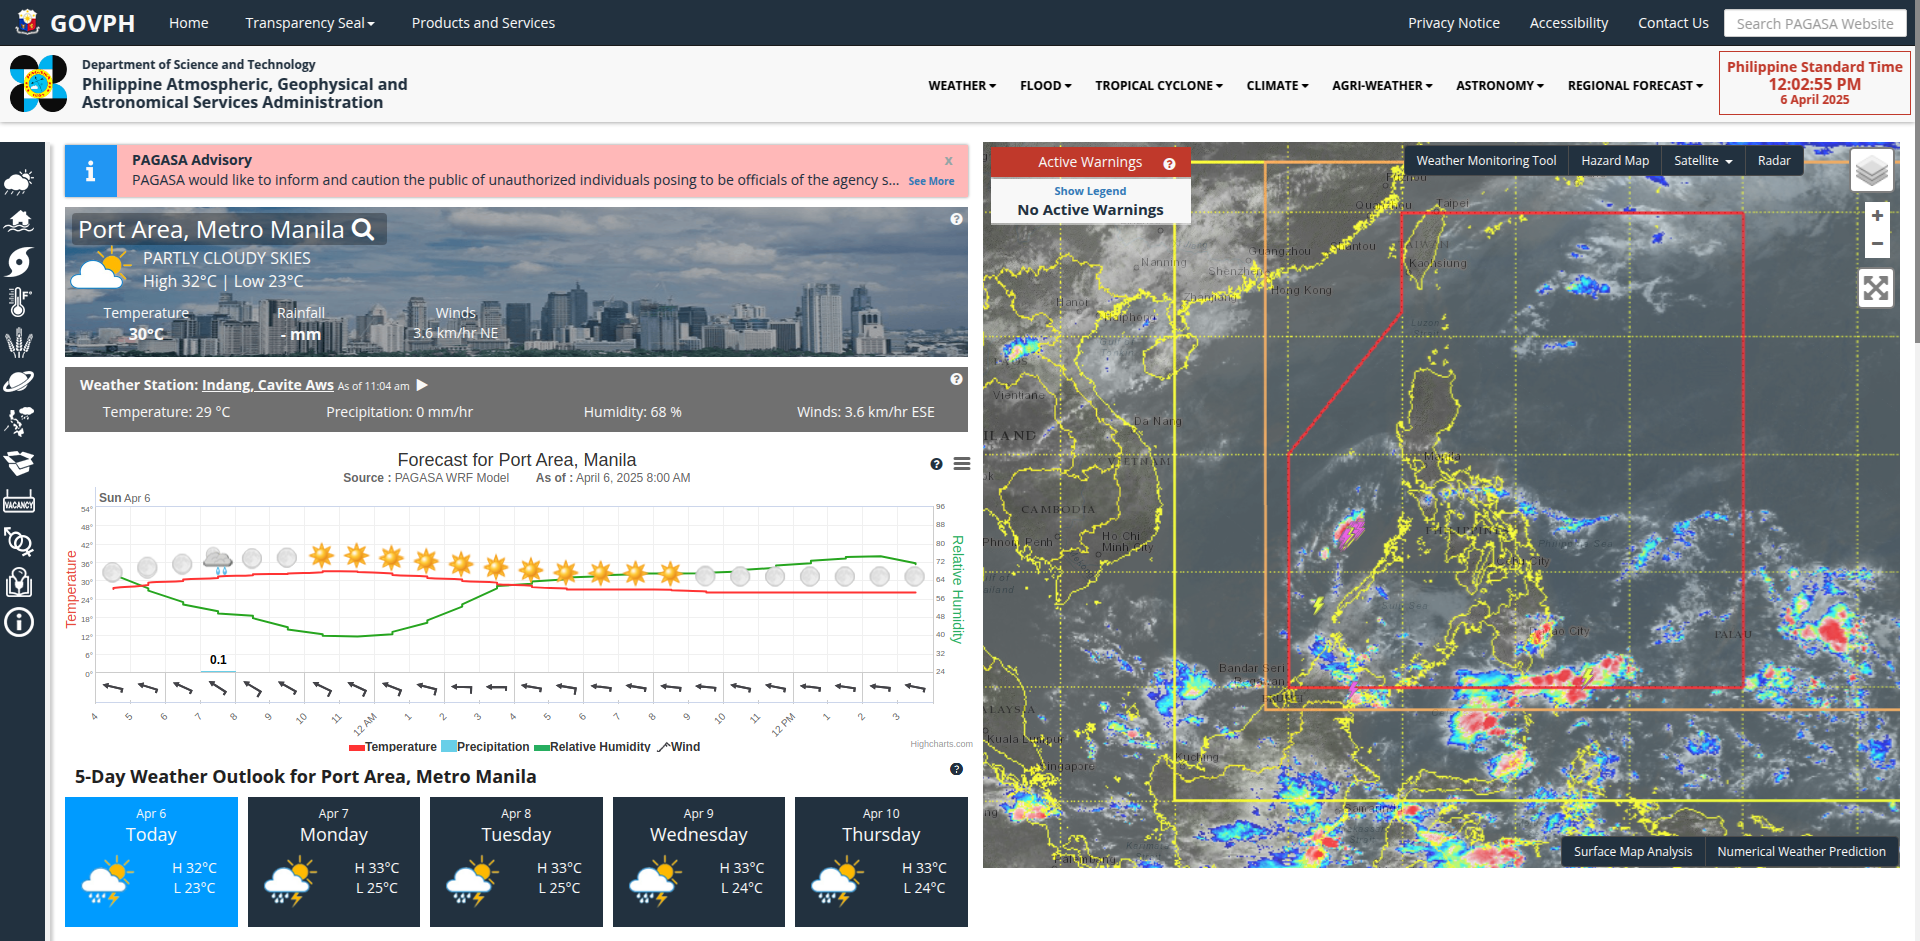 GOVPH
Home
Transparency Seal
Products and Services
Privacy Notice
Accessibility
Contact Us
Search PAGASA Website
Department of Science and Technology
Philippine Atmospheric, Geophysical and
Astronomical Services Administration
WEATHER
FLOOD
TROPICAL CYCLONE
CLIMATE
AGRI-WEATHER
ASTRONOMY
REGIONAL FORECAST
Philippine Standard Time
12:02:55 PM
6 April 2025
F°
VACANCY
PAGASA Advisory
x
PAGASA would like to inform and caution the public of unauthorized individuals posing to be officials of the agency s...
See More
Port Area, Metro Manila
PARTLY CLOUDY SKIES
High 32°C | Low 23°C
Temperature
Rainfall
Winds
30°C
- mm
3.6 km/hr NE
Weather Station: Indang, Cavite Aws As of 11:04 am
Temperature: 29 °C
Precipitation: 0 mm/hr
Humidity: 68 %
Winds: 3.6 km/hr ESE
Forecast for Port Area, Manila
Source : PAGASA WRF Model
As of : April 6, 2025 8:00 AM
Sun Apr 6
54°
48°
42°
36°
30°
24°
18°
12°
6°
0°
Temperature
96
88
80
72
64
56
48
40
32
24
Relative Humidity
0.1
4
5
6
7
8
9
10
11
12 AM
1
2
3
4
5
6
7
8
9
10
11
12 PM
1
2
3
Temperature
Precipitation
Relative Humidity
Wind
Highcharts.com
5-Day Weather Outlook for Port Area, Metro Manila
Apr 6
Today
H 32°C
L 23°C
Apr 7
Monday
H 33°C
L 25°C
Apr 8
Tuesday
H 33°C
L 25°C
Apr 9
Wednesday
H 33°C
L 24°C
Apr 10
Thursday
H 33°C
L 24°C
Active Warnings
Show Legend
No Active Warnings
Weather Monitoring Tool
Hazard Map
Satellite
Radar
+
−
Taipei
TAIWAN
Kaohsiung
Guangzhou
Shenzhen
Hong Kong
Nanning
Hanoi
Haiphong
Luzon
Vientiane
Da Nang
VIETNAM
CAMBODIA
Phnom Penh
Ho Chi
Minh City
Manila
PHILIPPINES
Sulu Sea
PALAU
Bandar Seri
Kuala Lumpur
Singapore
Kuching
Samarinda
Surface Map Analysis
Numerical Weather Prediction